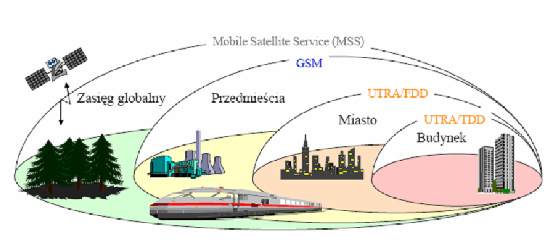 Mobile Satellite Service (MSS)
GSM
Zasięg globalny
Przedmieścia
UTRA/FDD
Miasto
UTRA/TDD
Budynek